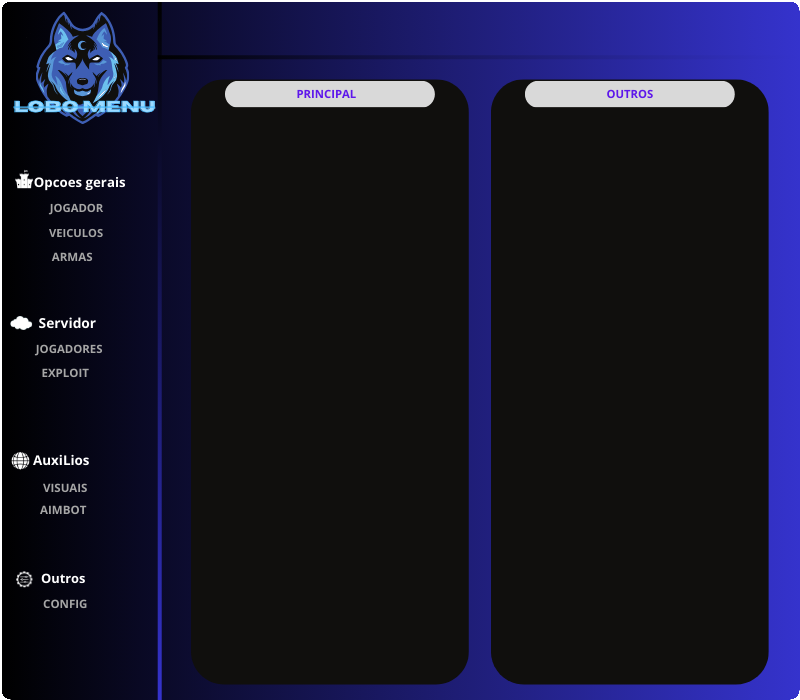 LOBO MENU
Opcoes gerais
JOGADOR
VEICULOS
ARMAS
Servidor
JOGADORES
EXPLOIT
AuxiLios
VISUAIS
AIMBOT
Outros
CONFIG
PRINCIPAL
OUTROS